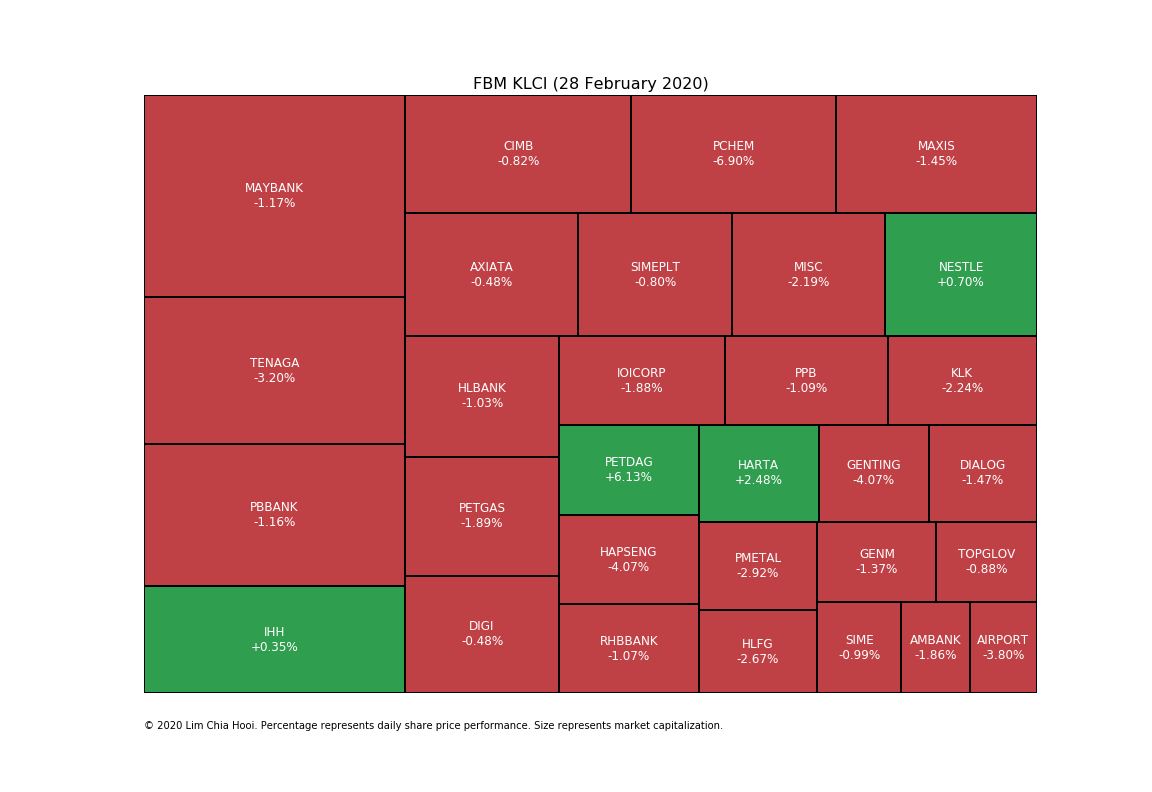 FBM KLCI (28 February 2020)
MAYBANK
-1.17%
TENAGA
-3.20%
PBBANK
-1.16%
IHH
+0.35%
CIMB
-0.82%
PCHEM
-6.90%
MAXIS
-1.45%
AXIATA
-0.48%
SIMEPLT
-0.80%
MISC
-2.19%
NESTLE
+0.70%
HLBANK
-1.03%
PETGAS
-1.89%
DIGI
-0.48%
IOICORP
-1.88%
PPB
-1.09%
KLK
-2.24%
PETDAG
+6.13%
HAPSENG
-4.07%
RHBBANK
-1.07%
HARTA
+2.48%
GENTING
-4.07%
DIALOG
-1.47%
PMETAL
-2.92%
HLFG
-2.67%
GENM
-1.37%
TOPGLOV
-0.88%
SIME
-0.99%
AMBANK
-1.86%
AIRPORT
-3.80%
© 2020 Lim Chia Hooi. Percentage represents daily share price performance. Size represents market capitalization.